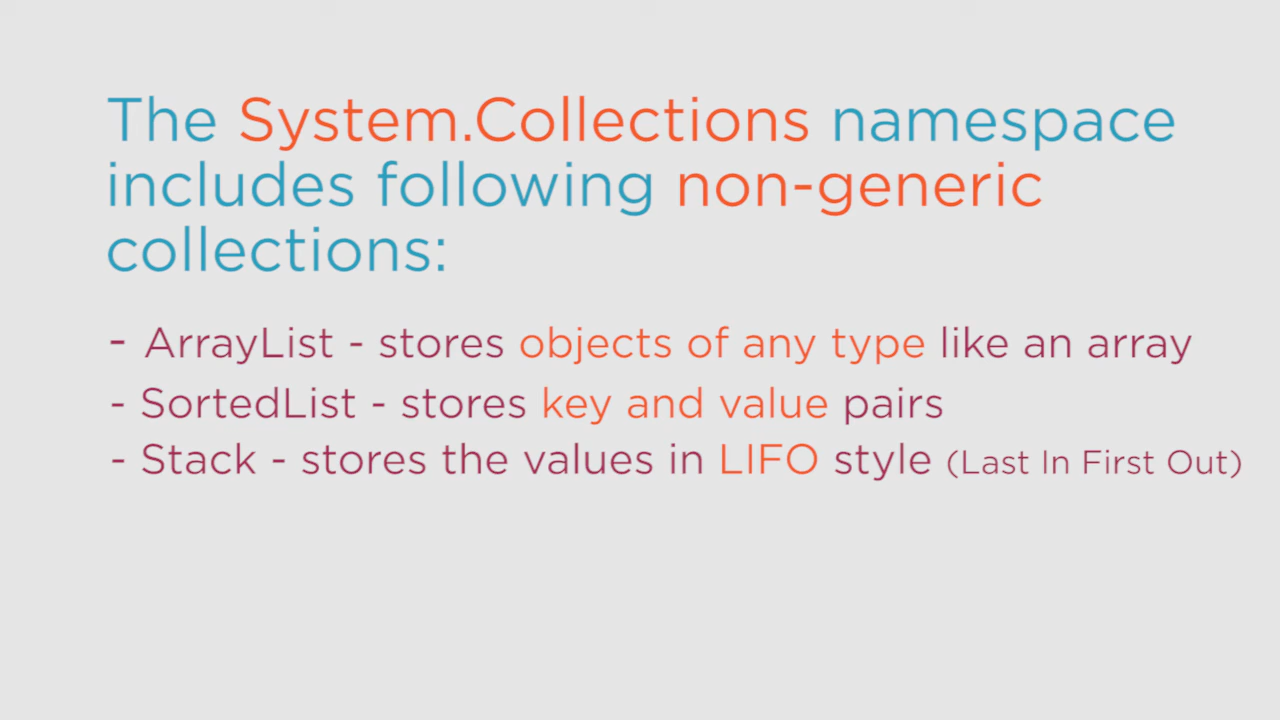 The System.Collections namespace
includes following non-generic
collections:
- ArrayList - stores objects of any type like an array
- SortedList - stores key and value pairs
- Stack - stores the values in LIFO style (Last In First Out)